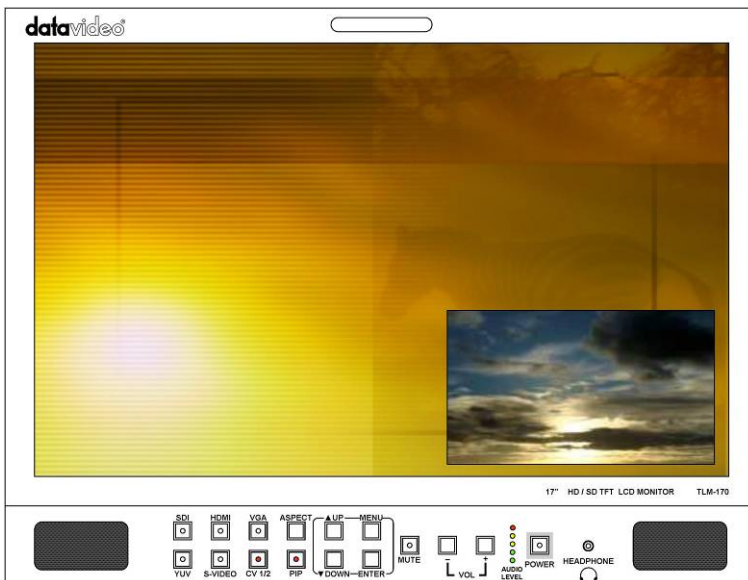 datavideo®
17" HD / SD TFT LCD MONITOR TLM-170
SDI HDMI VGA ASPECT ▲UP MENU
MUTE − + POWER HEADPHONE
YUV S-VIDEO CV 1/2 PIP ▼DOWN ENTER VOL AUDIO LEVEL